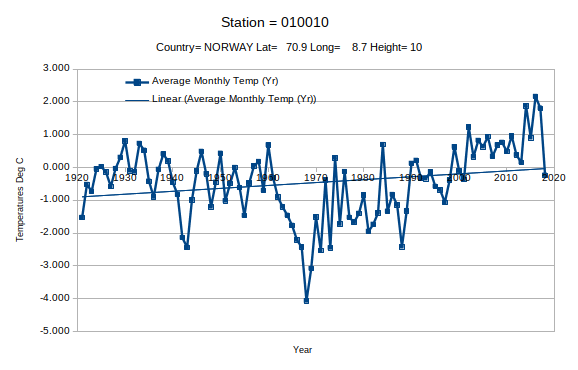 Station = 010010
Country= NORWAY Lat= 70.9 Long= 8.7 Height= 10
3.000
2.000
1.000
0.000
-1.000
-2.000
-3.000
-4.000
-5.000
Average Monthly Temp (Yr)
Linear (Average Monthly Temp (Yr))
1920 1930 1940 1950 1960 1970 1980 1990 2000 2010 2020
Temperatures Deg C
Year